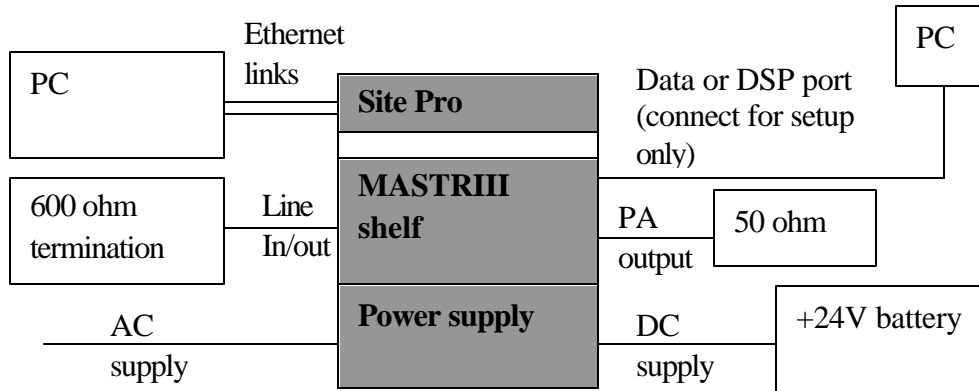 PC
Ethernet
links
Site Pro
Data or DSP port
(connect for setup
only)
PC
600 ohm
termination
Line
In/out
MASTRIII
shelf
PA
output
50 ohm
AC
supply
Power supply
DC
supply
+24V battery